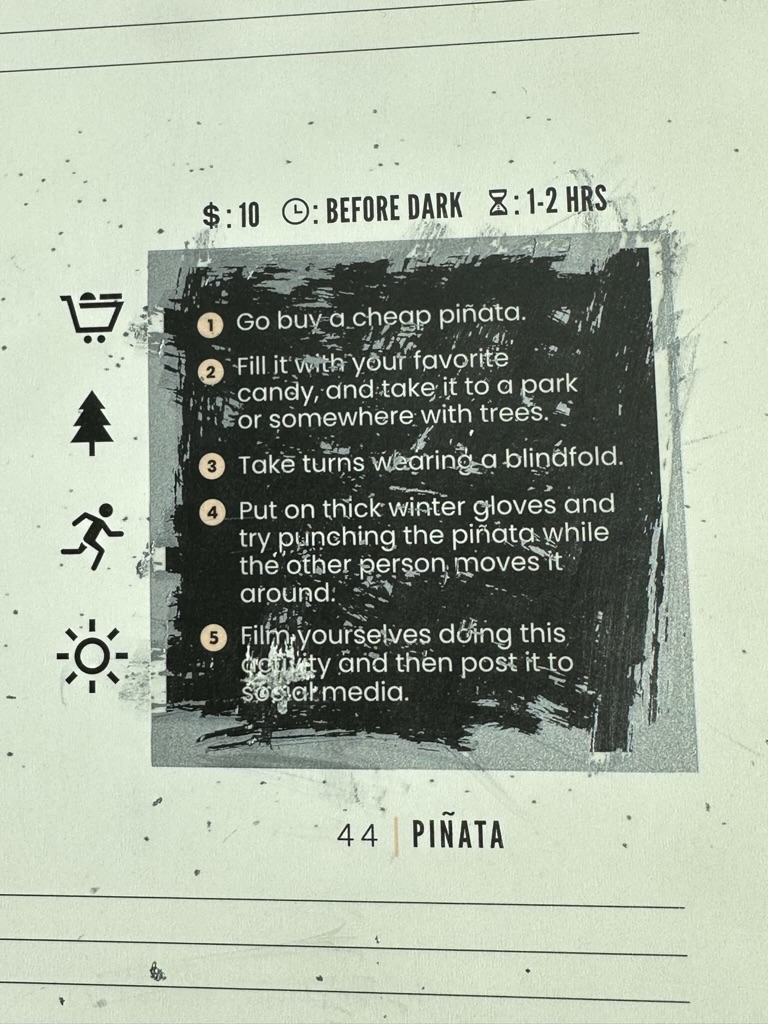 $: 10 : BEFORE DARK : 1-2 HRS
1 Go buy a cheap piñata.
2 Fill it with your favorite
candy, and take it to a park
or somewhere with trees.
3 Take turns wearing a blindfold.
4 Put on thick winter gloves and
try punching the piñata while
the other person moves it
around.
5 Film yourselves doing this
activity and then post it to
social media.
44 | PIÑATA